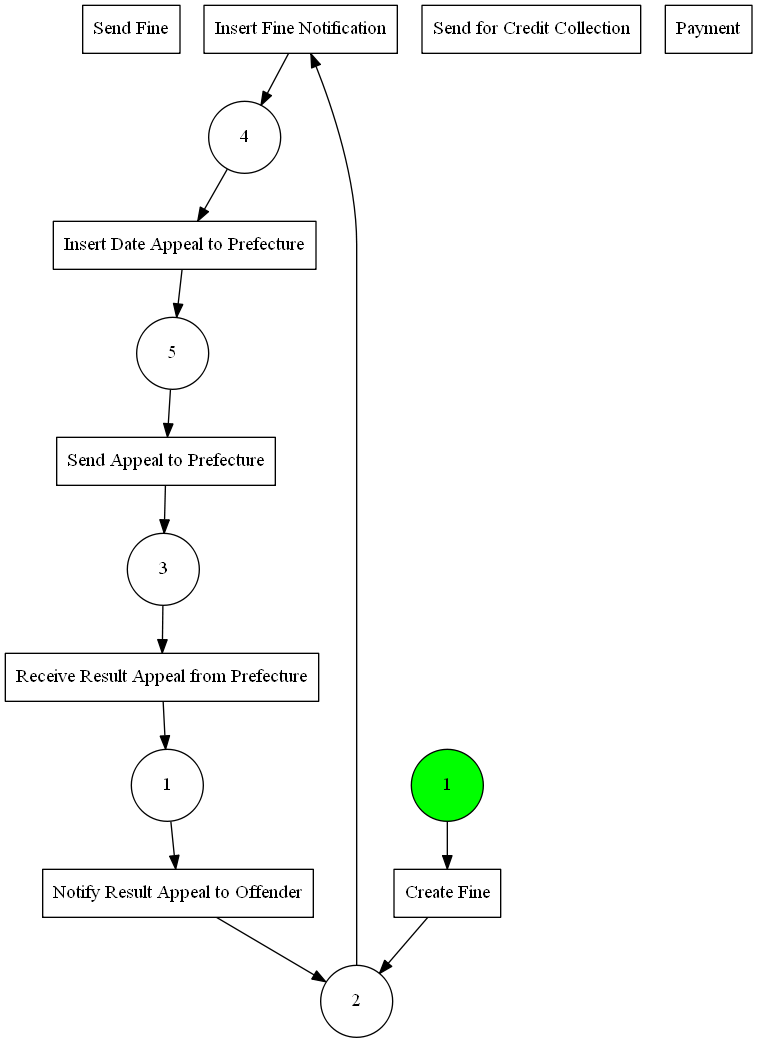 Send Fine
Insert Fine Notification
Send for Credit Collection
Payment
4
Insert Date Appeal to Prefecture
5
Send Appeal to Prefecture
3
Receive Result Appeal from Prefecture
1
1
Notify Result Appeal to Offender
Create Fine
2